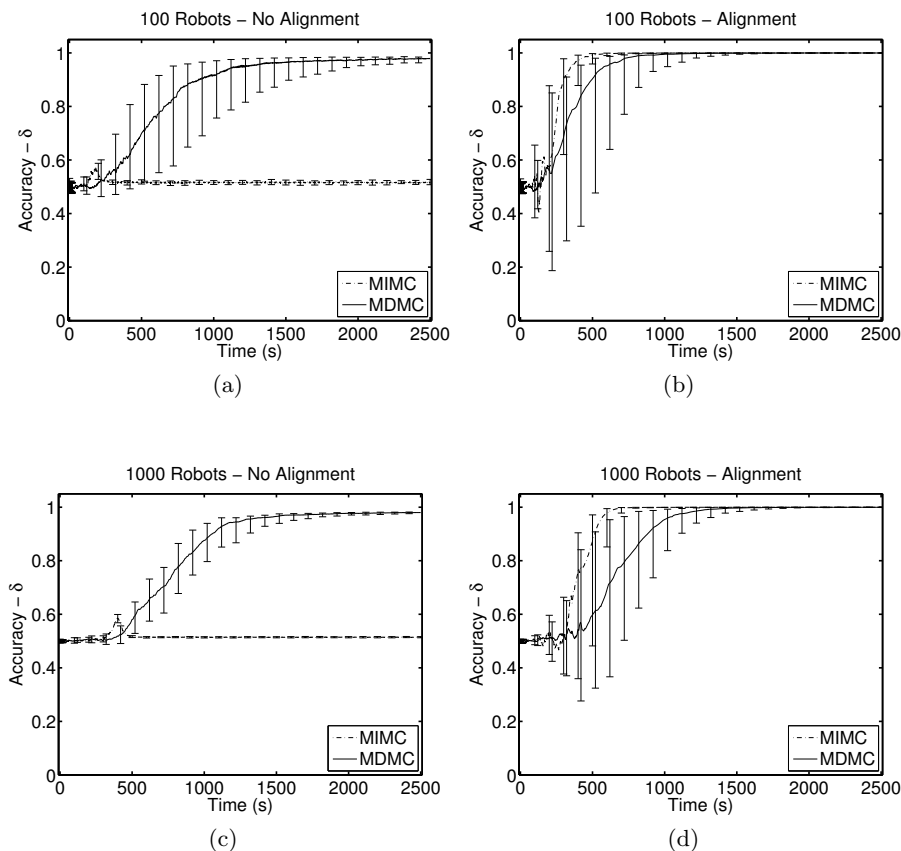 100 Robots – No Alignment
1
0.8
0.6
0.4
0.2
0
Accuracy – δ
MIMC
MDMC
0 500 1000 1500 2000 2500
Time (s)
(a)
100 Robots – Alignment
1
0.8
0.6
0.4
0.2
0
Accuracy – δ
MIMC
MDMC
0 500 1000 1500 2000 2500
Time (s)
(b)
1000 Robots – No Alignment
1
0.8
0.6
0.4
0.2
0
Accuracy – δ
MIMC
MDMC
0 500 1000 1500 2000 2500
Time (s)
(c)
1000 Robots – Alignment
1
0.8
0.6
0.4
0.2
0
Accuracy – δ
MIMC
MDMC
0 500 1000 1500 2000 2500
Time (s)
(d)